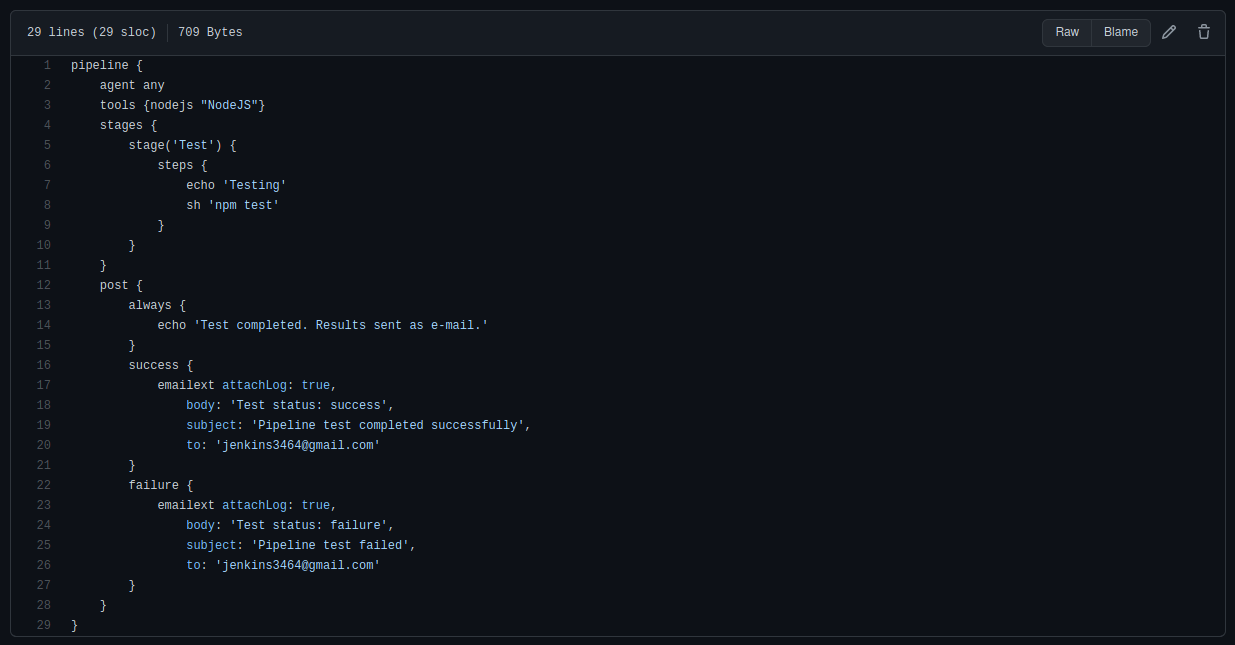 29 lines (29 sloc) 709 Bytes Raw Blame
1 pipeline {
2     agent any
3     tools {nodejs "NodeJS"}
4     stages {
5         stage('Test') {
6             steps {
7                 echo 'Testing'
8                 sh 'npm test'
9             }
10         }
11     }
12     post {
13         always {
14             echo 'Test completed. Results sent as e-mail.'
15         }
16         success {
17             emailext attachLog: true,
18                 body: 'Test status: success',
19                 subject: 'Pipeline test completed successfully',
20                 to: 'jenkins3464@gmail.com'
21         }
22         failure {
23             emailext attachLog: true,
24                 body: 'Test status: failure',
25                 subject: 'Pipeline test failed',
26                 to: 'jenkins3464@gmail.com'
27         }
28     }
29 }